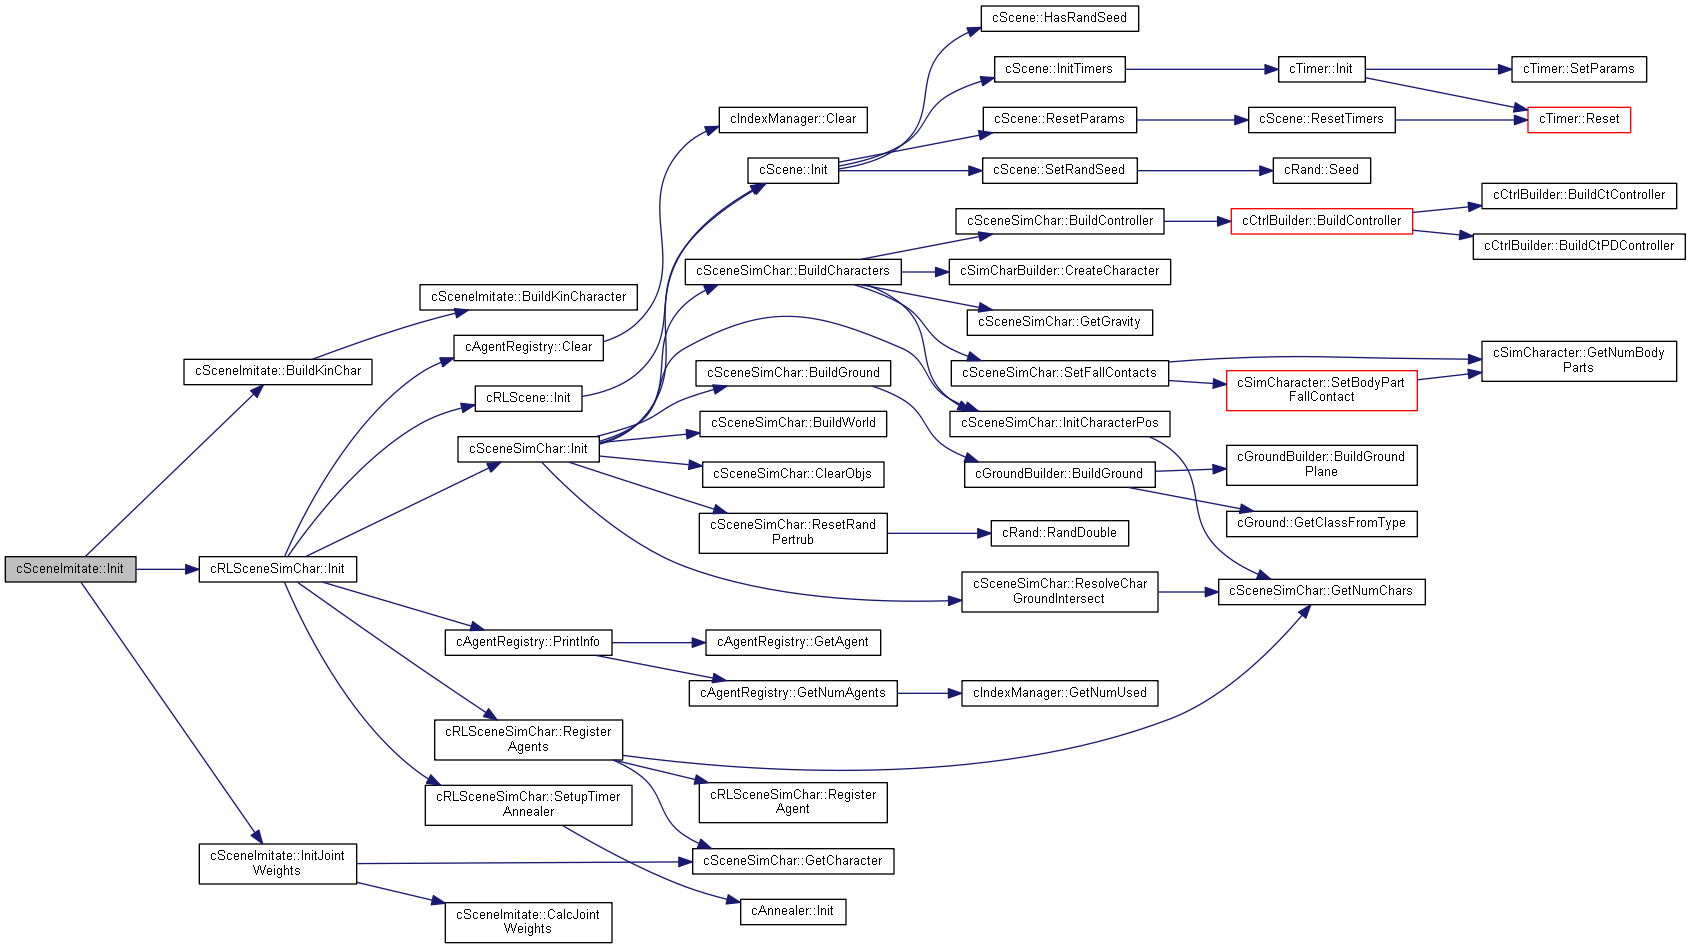 cScene::HasRandSeed
cScene::InitTimers
cTimer::Init
cTimer::SetParams
cIndexManager::Clear
cScene::ResetParams
cScene::ResetTimers
cTimer::Reset
cScene::Init
cScene::SetRandSeed
cRand::Seed
cCtrlBuilder::BuildCtController
cSceneSimChar::BuildController
cCtrlBuilder::BuildController
cCtrlBuilder::BuildCtPDController
cSceneSimChar::BuildCharacters
cSimCharBuilder::CreateCharacter
cSceneImitate::BuildKinCharacter
cSceneSimChar::GetGravity
cAgentRegistry::Clear
cSceneImitate::BuildKinChar
cSceneSimChar::BuildGround
cSceneSimChar::SetFallContacts
cSimCharacter::GetNumBody
Parts
cSimCharacter::SetBodyPart
FallContact
cRLScene::Init
cSceneSimChar::BuildWorld
cSceneSimChar::InitCharacterPos
cSceneSimChar::Init
cSceneSimChar::ClearObjs
cGroundBuilder::BuildGround
cGroundBuilder::BuildGround
Plane
cSceneSimChar::ResetRand
Pertrub
cRand::RandDouble
cGround::GetClassFromType
cSceneImitate::Init
cRLSceneSimChar::Init
cSceneSimChar::ResolveChar
GroundIntersect
cSceneSimChar::GetNumChars
cAgentRegistry::PrintInfo
cAgentRegistry::GetAgent
cAgentRegistry::GetNumAgents
cIndexManager::GetNumUsed
cRLSceneSimChar::Register
Agents
cRLSceneSimChar::SetupTimer
Annealer
cRLSceneSimChar::Register
Agent
cSceneImitate::InitJoint
Weights
cSceneSimChar::GetCharacter
cSceneImitate::CalcJoint
Weights
cAnnealer::Init